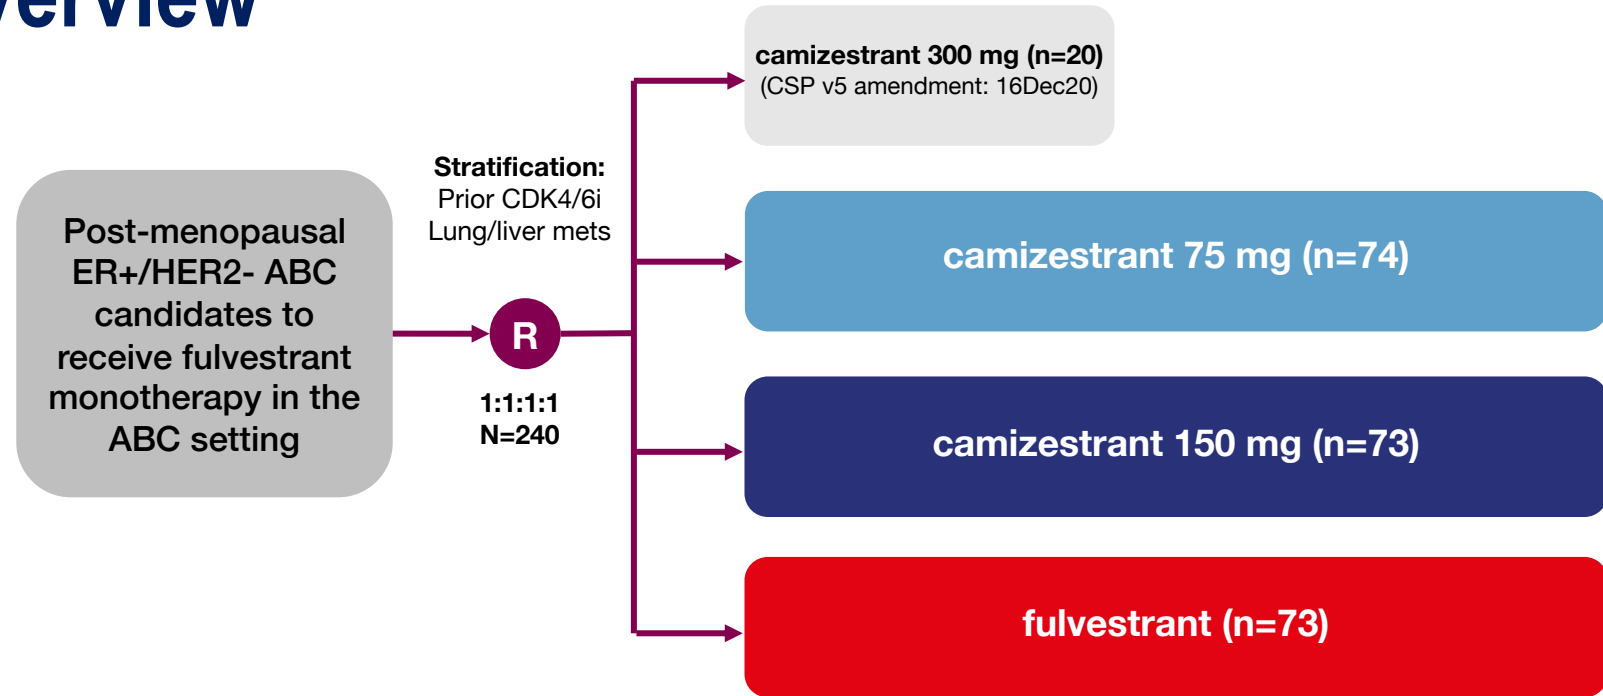 Post-menopausal
ER+/HER2- ABC
candidates to
receive fulvestrant
monotherapy in the
ABC setting
Stratification:
Prior CDK4/6i
Lung/liver mets
R
1:1:1:1
N=240
camizestrant 300 mg (n=20)
(CSP v5 amendment: 16Dec20)
camizestrant 75 mg (n=74)
camizestrant 150 mg (n=73)
fulvestrant (n=73)